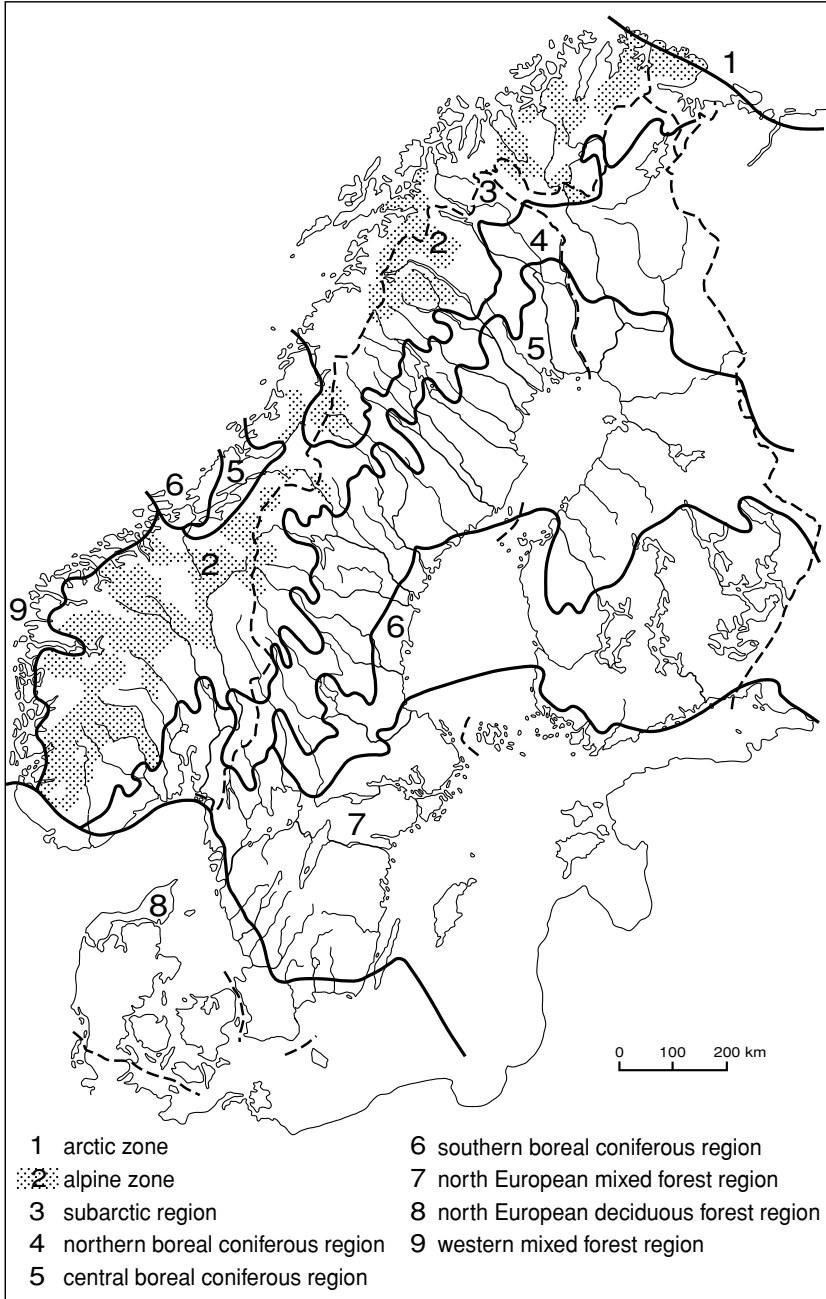 1
3
2
4
5
6 5
2
9
6
7
8
0 100 200 km
1 arctic zone
2 alpine zone
3 subarctic region
4 northern boreal coniferous region
5 central boreal coniferous region
6 southern boreal coniferous region
7 north European mixed forest region
8 north European deciduous forest region
9 western mixed forest region